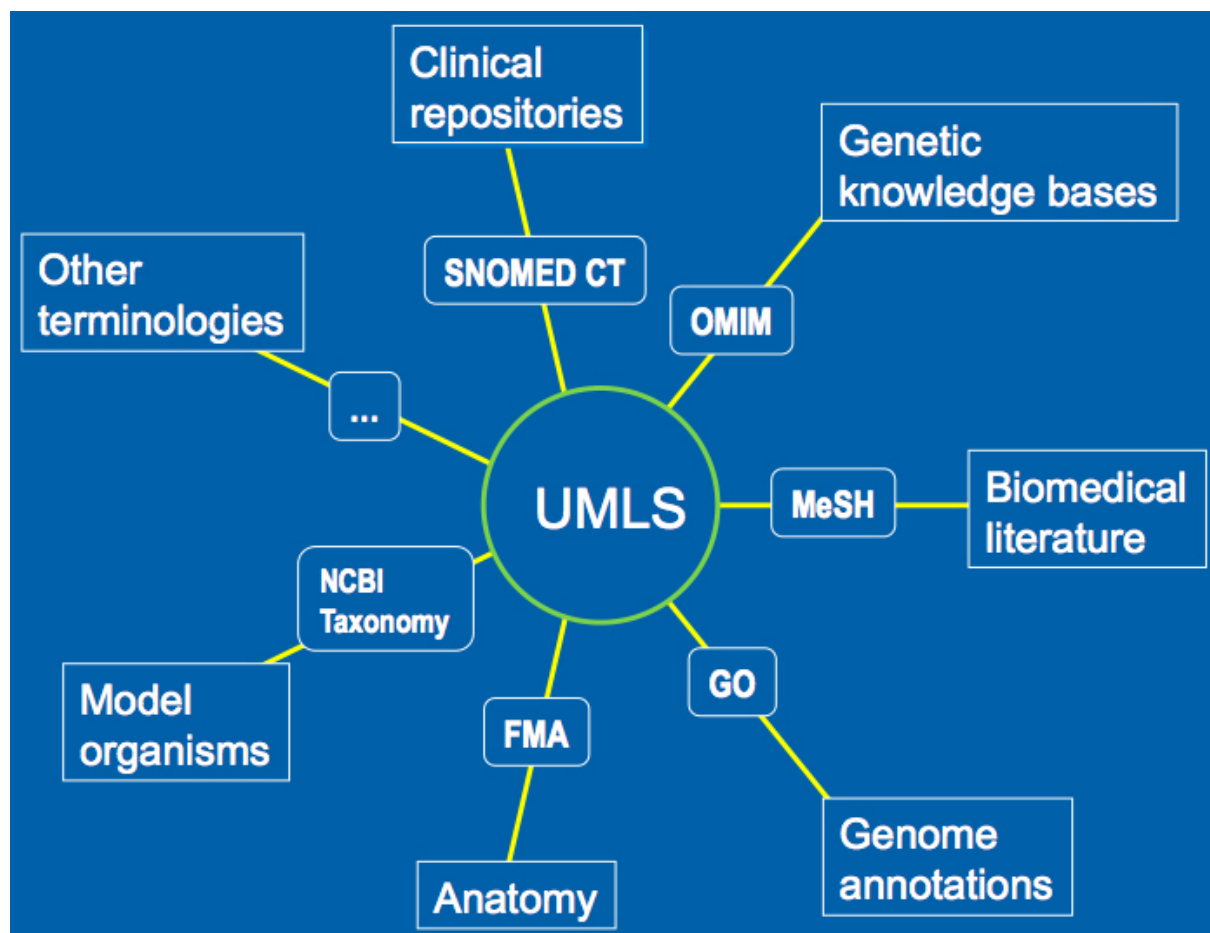 Clinical
repositories
Genetic
knowledge bases
Other
terminologies
SNOMED CT
OMIM
...
UMLS
MeSH
Biomedical
literature
NCBI
Taxonomy
GO
Model
organisms
FMA
Genome
annotations
Anatomy